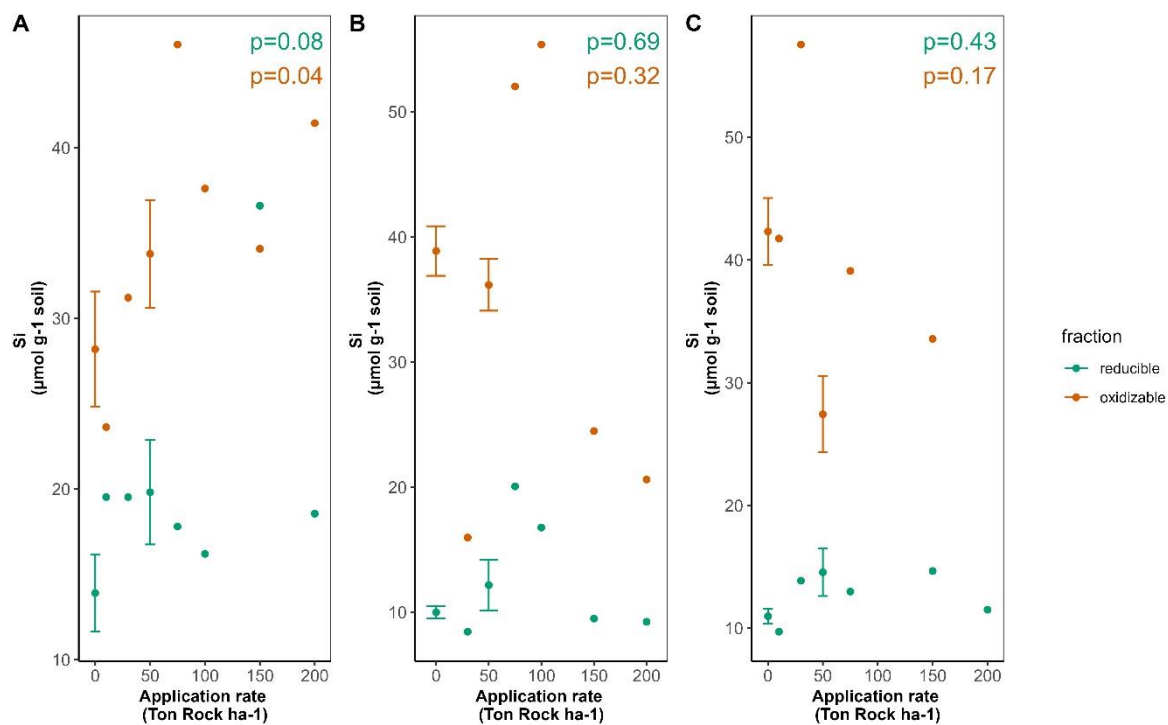 A
p=0.08
p=0.04
Si
(µmol g-1 soil)
40
30
20
10
0 50 100 150 200
Application rate
(Ton Rock ha-1)
B
p=0.69
p=0.32
Si
(µmol g-1 soil)
50
40
30
20
10
0 50 100 150 200
Application rate
(Ton Rock ha-1)
C
p=0.43
p=0.17
Si
(µmol g-1 soil)
50
40
30
20
10
0 50 100 150 200
Application rate
(Ton Rock ha-1)
fraction
reducible
oxidizable